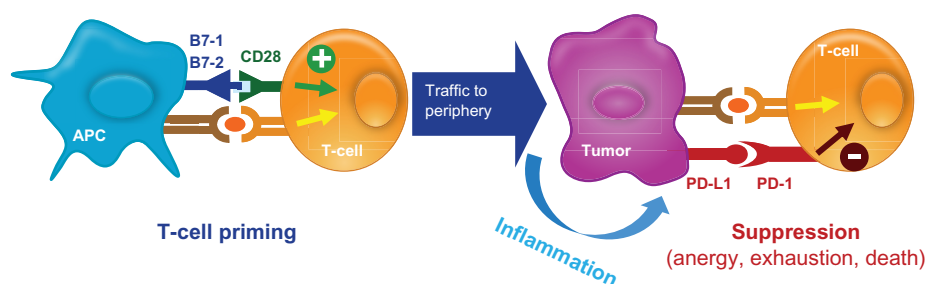 B7-1
B7-2
CD28
APC
T-cell
T-cell priming
Traffic to
periphery
Inflammation
Tumor
T-cell
PD-L1
PD-1
Suppression
(anergy, exhaustion, death)